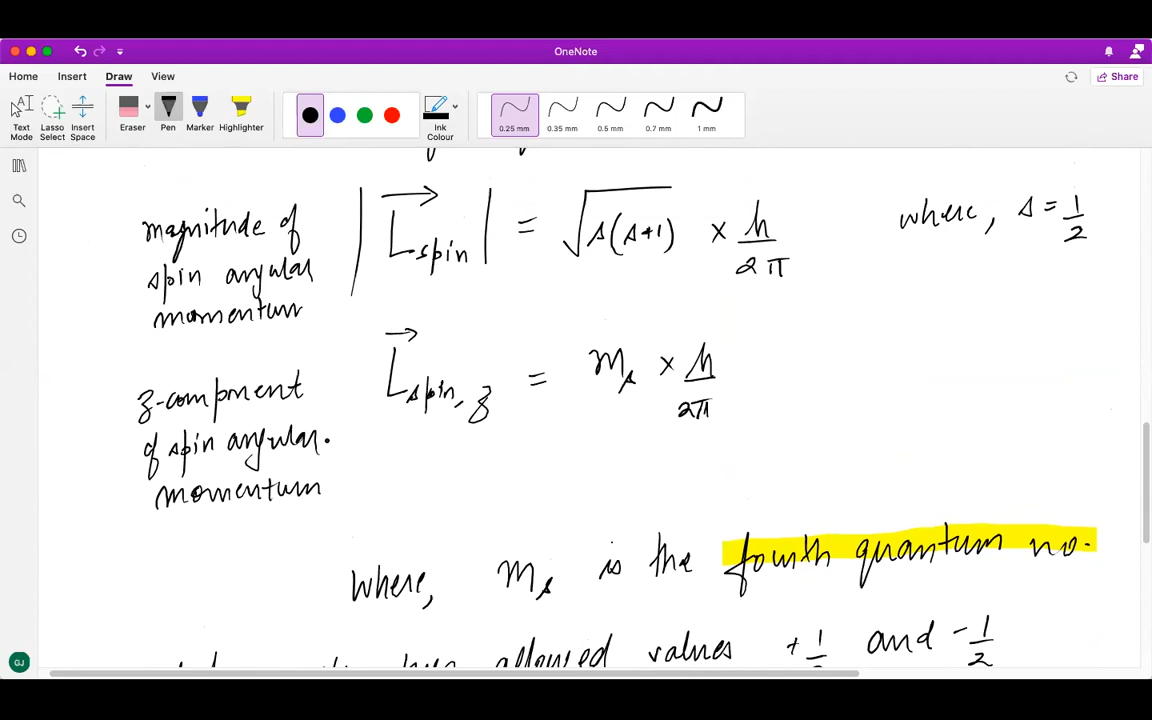 OneNote
Home Insert Draw View
Share
Text Mode
Lasso Select
Insert Space
Eraser
Pen
Marker
Highlighter
Ink Colour
0.25 mm
0.35 mm
0.5 mm
0.7 mm
1 mm
magnitude of
spin angular
momentum
|L⃗spin| = √s(s+1) × h/2π where, s = 1/2
z-component
of spin angular.
momentum
L⃗spin, z = ms × h/2π
where, ms is the fourth quantum no.
allowed values +1/2 and -1/2
GJ